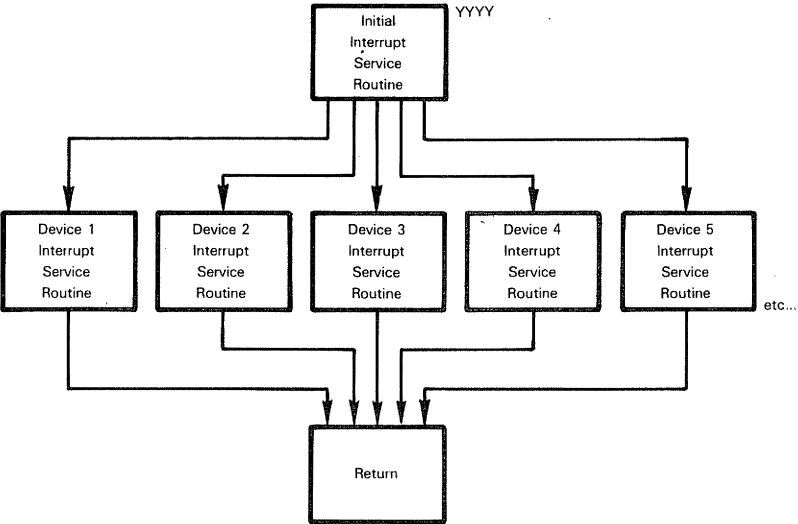 Initial
Interrupt
Service
Routine
YYYY
Device 1
Interrupt
Service
Routine
Device 2
Interrupt
Service
Routine
Device 3
Interrupt
Service
Routine
Device 4
Interrupt
Service
Routine
Device 5
Interrupt
Service
Routine
etc...
Return